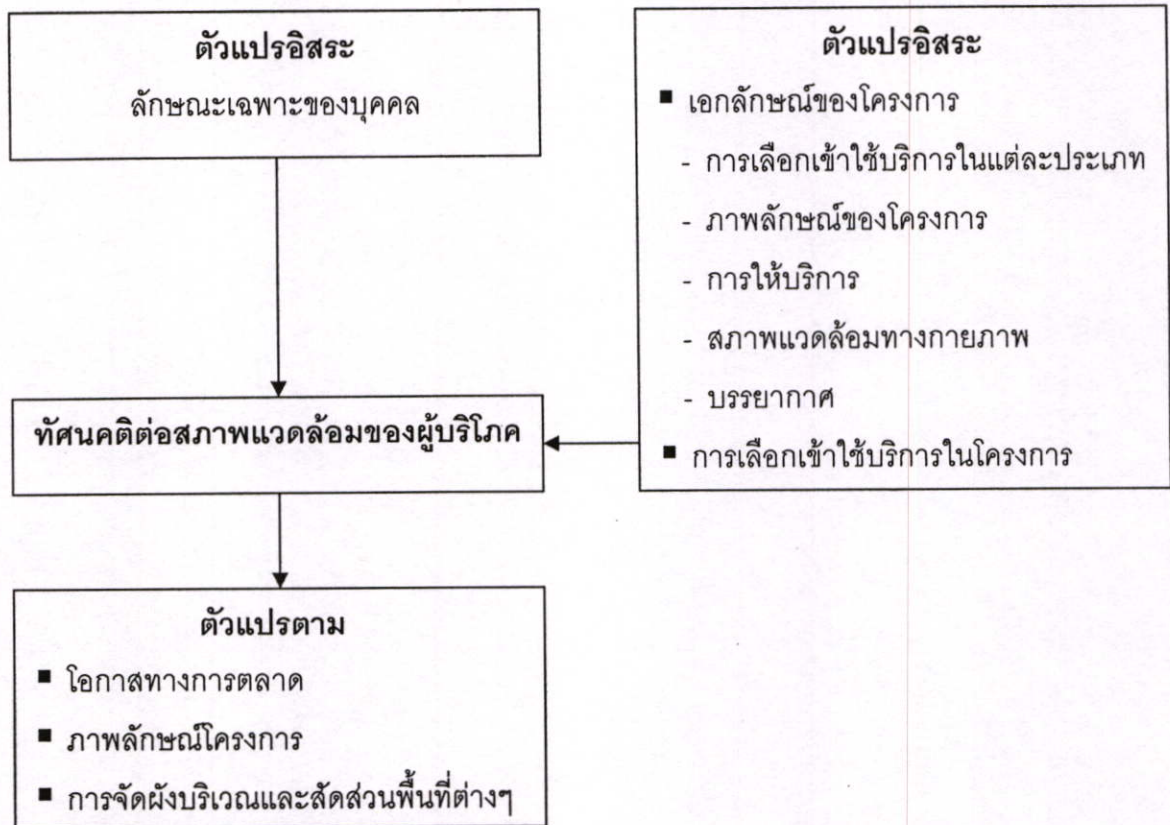 ตัวแปรอิสระ
ลักษณะเฉพาะของบุคคล
ตัวแปรอิสระ
■ เอกลักษณ์ของโครงการ
- การเลือกเข้าใช้บริการในแต่ละประเภท
- ภาพลักษณ์ของโครงการ
- การให้บริการ
- สภาพแวดล้อมทางกายภาพ
- บรรยากาศ
■ การเลือกเข้าใช้บริการในโครงการ
ทัศนคติต่อสภาพแวดล้อมของผู้บริโภค
ตัวแปรตาม
■ โอกาสทางการตลาด
■ ภาพลักษณ์โครงการ
■ การจัดผังบริเวณและสัดส่วนพื้นที่ต่างๆ